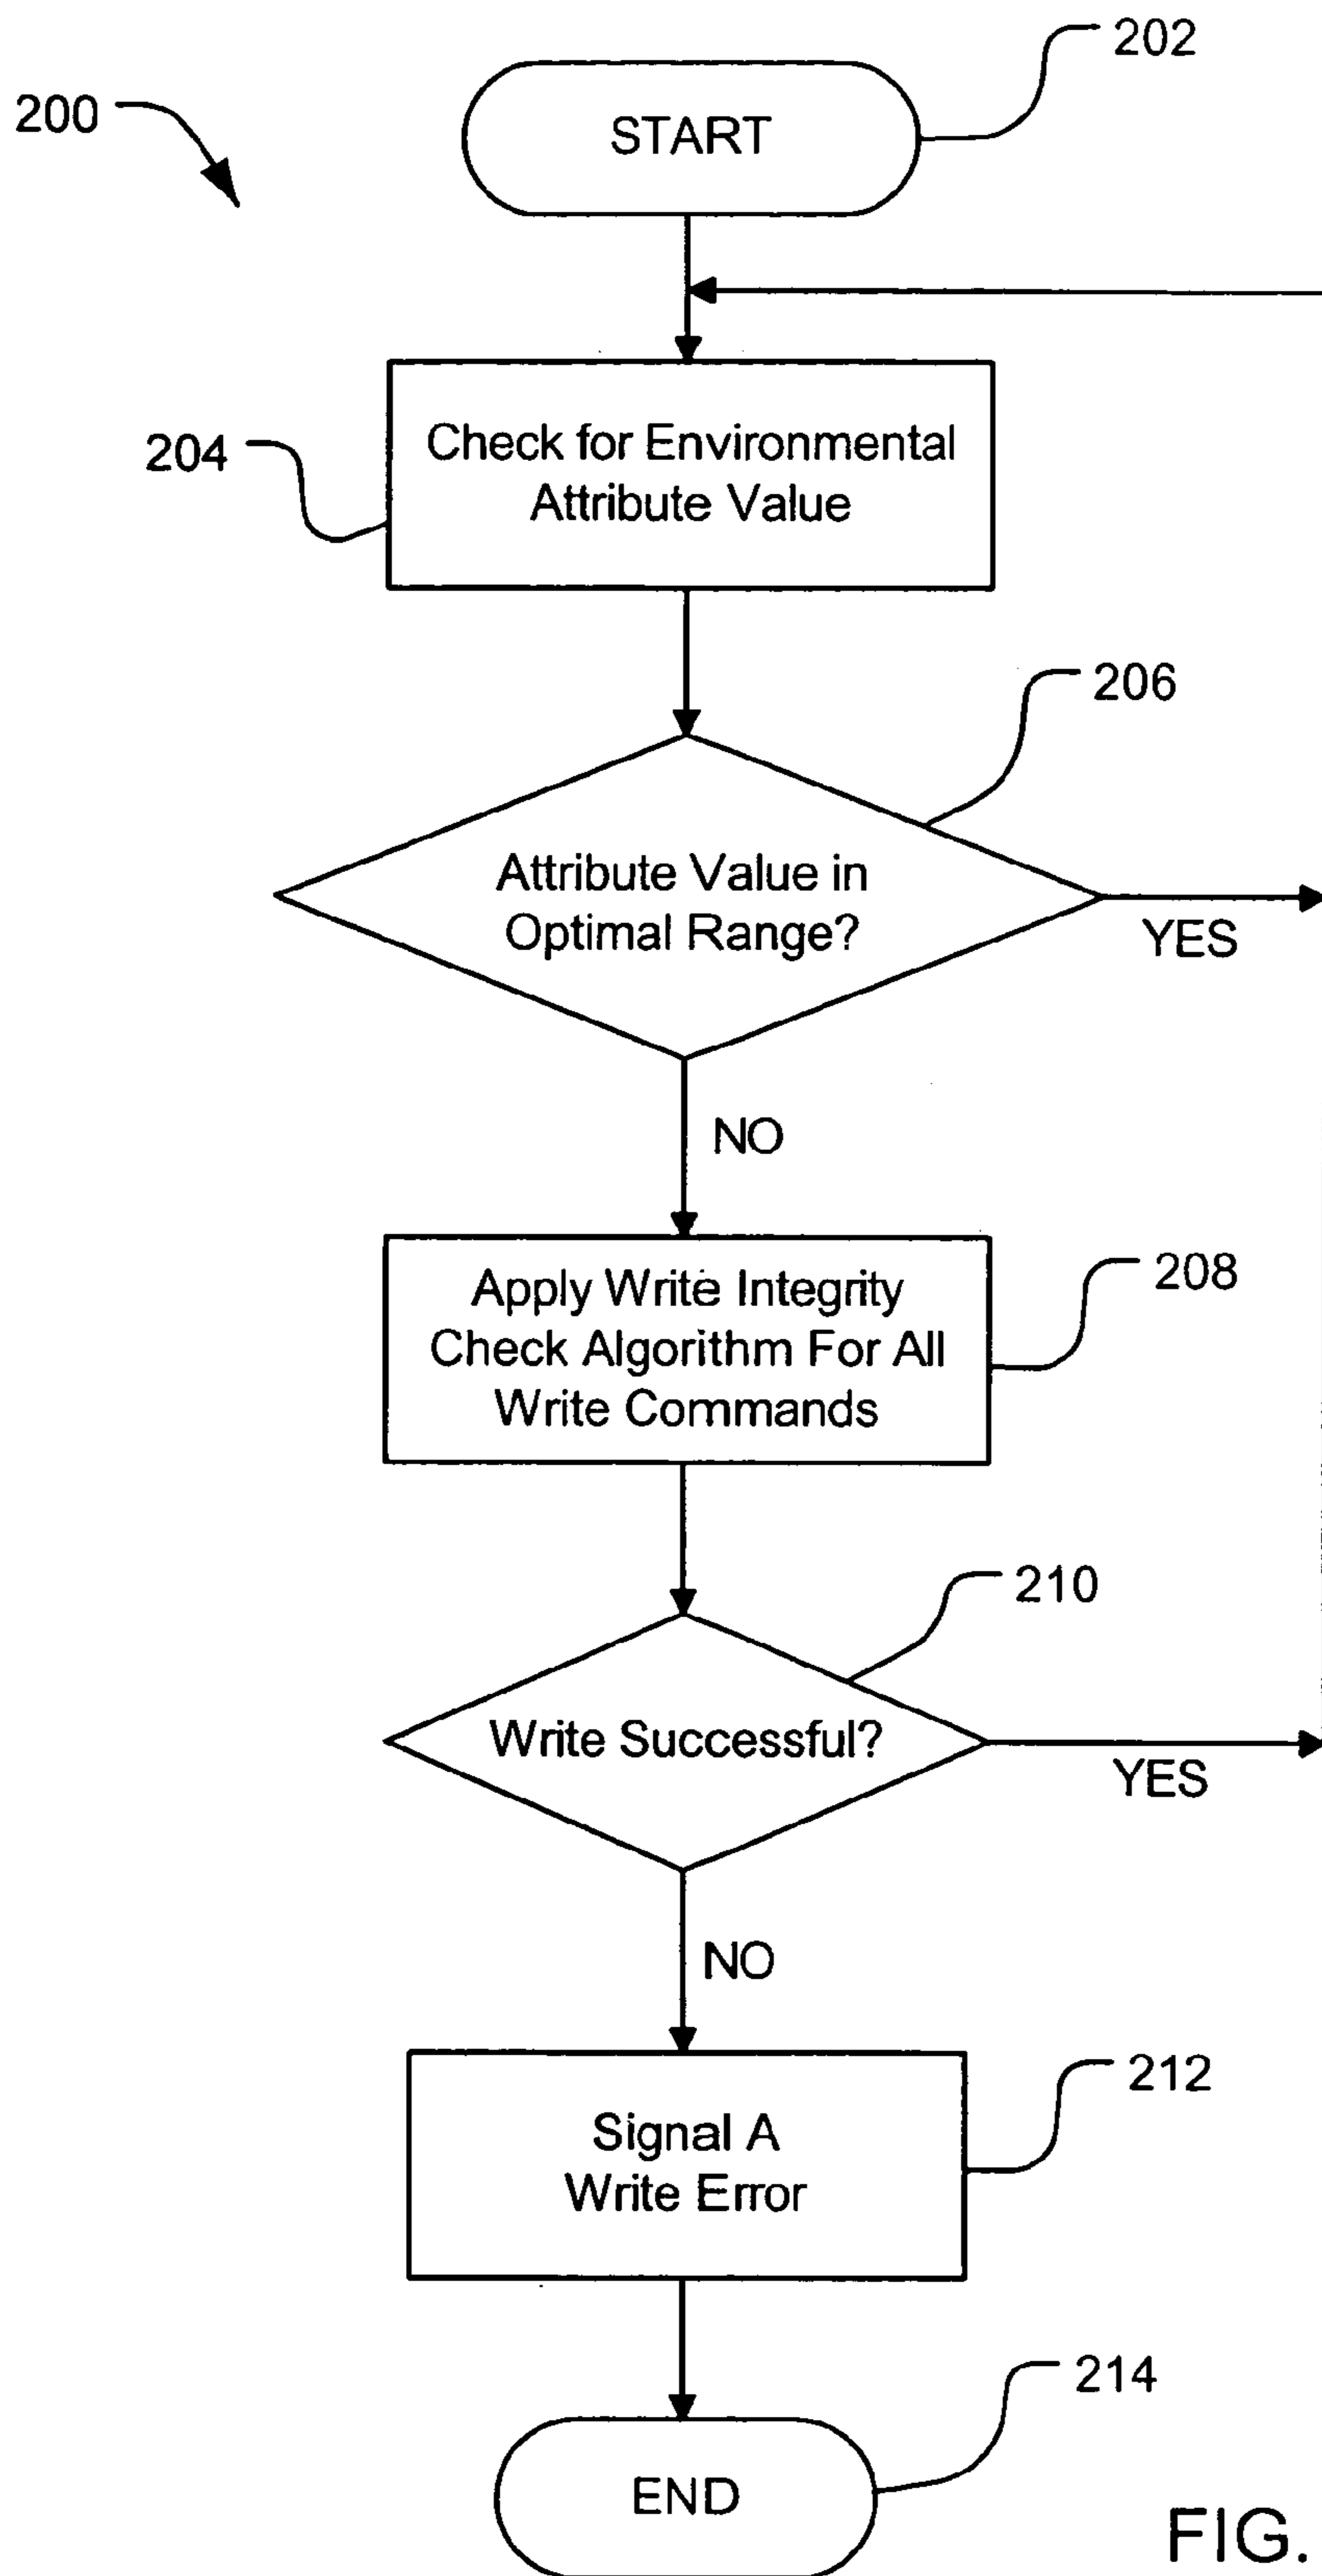 202
200
START
204
Check for Environmental
Attribute Value
206
Attribute Value in
Optimal Range?
YES
NO
208
Apply Write Integrity
Check Algorithm For All
Write Commands
210
Write Successful?
YES
NO
212
Signal A
Write Error
214
END
FIG.